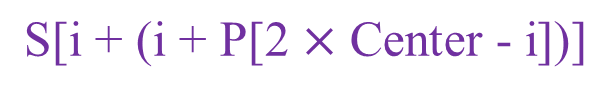 S[i + (i + P[2 × Center - i])]